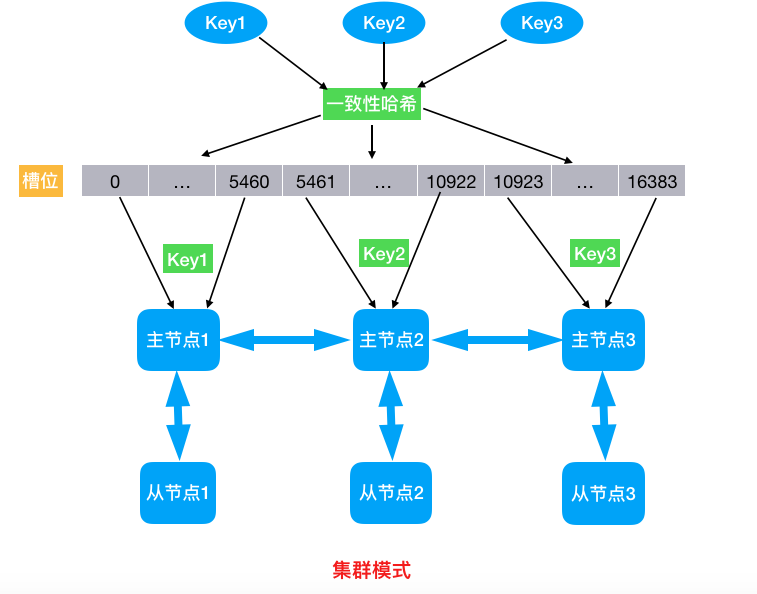 Key1
Key2
Key3
一致性哈希
槽位
0
...
5460
5461
...
10922
10923
...
16383
Key1
Key2
Key3
主节点1
主节点2
主节点3
从节点1
从节点2
从节点3
集群模式